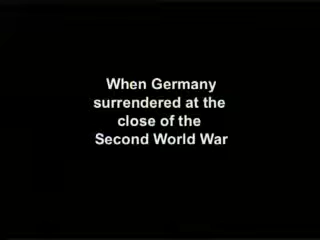 When Germany
surrendered at the
close of the
Second World War